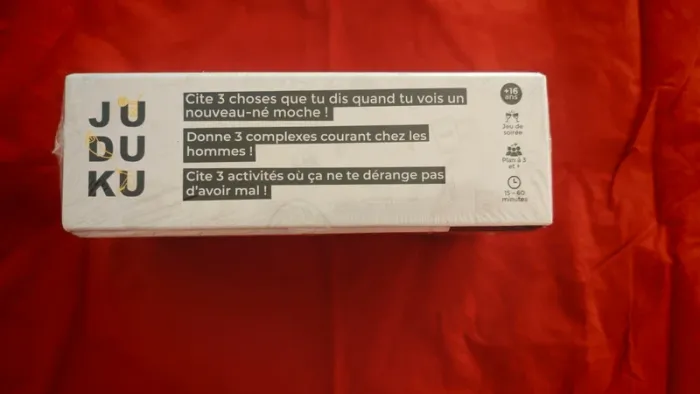 JU
DU
KU
Cite 3 choses que tu dis quand tu vois un
nouveau-né moche !
Donne 3 complexes courant chez les
hommes !
Cite 3 activités où ça ne te dérange pas
d'avoir mal !
+16
ans
Jeu de
soirée
Plan à 3
et +
15 - 60
minutes